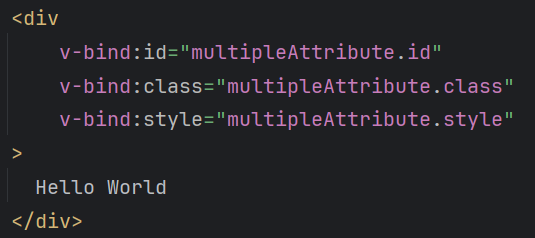 <div
    v-bind:id="multipleAttribute.id"
    v-bind:class="multipleAttribute.class"
    v-bind:style="multipleAttribute.style"
>
  Hello World
</div>